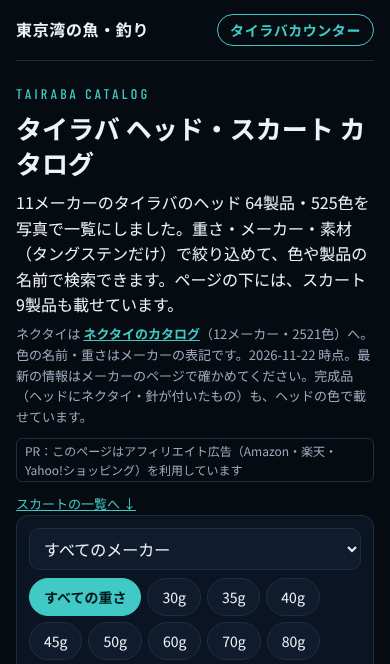 東京湾の魚・釣り
タイラバカウンター
TAIRABA CATALOG
タイラバ ヘッド・スカート カ
タログ
11メーカーのタイラバのヘッド 64製品・525色を
写真で一覧にしました。重さ・メーカー・素材
（タングステンだけ）で絞り込めて、色や製品の
名前で検索できます。ページの下には、スカート
9製品も載せています。
ネクタイは ネクタイのカタログ（12メーカー・2521色）へ。
色の名前・重さはメーカーの表記です。2026-11-22 時点。最
新の情報はメーカーのページで確かめてください。完成品
（ヘッドにネクタイ・針が付いたもの）も、ヘッドの色で載
せています。
PR：このページはアフィリエイト広告（Amazon・楽天・
Yahoo!ショッピング）を利用しています
スカートの一覧へ ↓
すべてのメーカー
すべての重さ 30g 35g 40g
45g 50g 60g 70g 80g